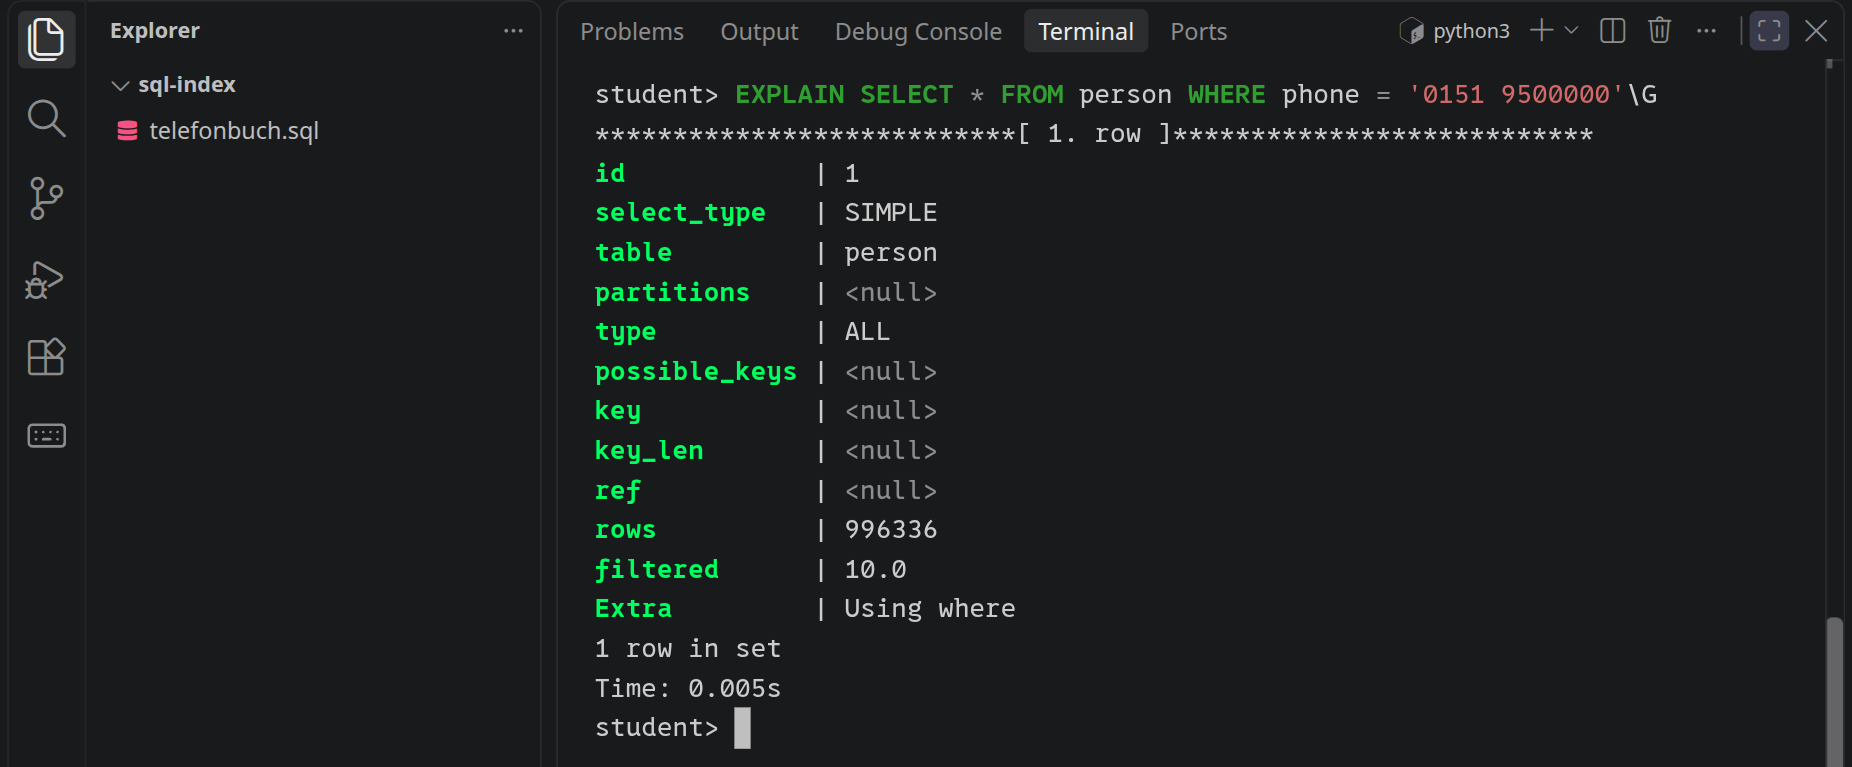 Explorer
sql-index
telefonbuch.sql
Problems Output Debug Console Terminal Ports python3
student> EXPLAIN SELECT * FROM person WHERE phone = '0151 9500000'\G
***************************[ 1. row ]***************************
id | 1
select_type | SIMPLE
table | person
partitions | <null>
type | ALL
possible_keys | <null>
key | <null>
key_len | <null>
ref | <null>
rows | 996336
filtered | 10.0
Extra | Using where
1 row in set
Time: 0.005s
student>